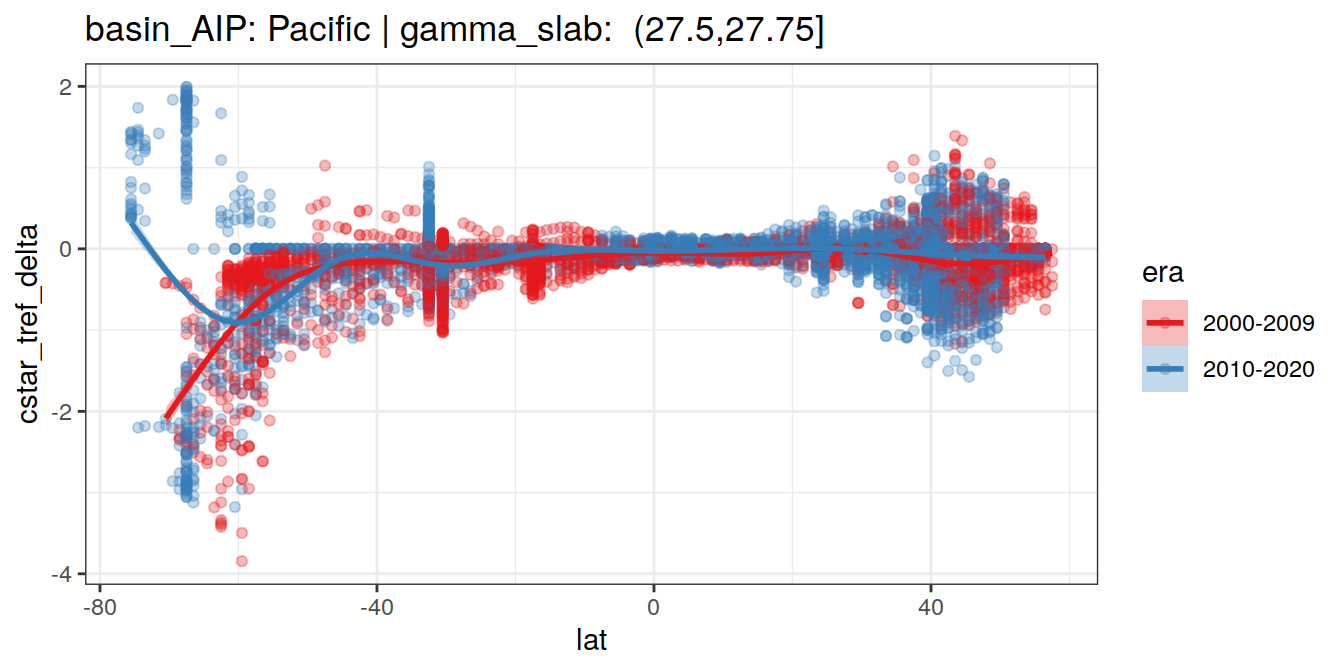 basin_AIP: Pacific | gamma_slab:  (27.5,27.75]
cstar_tref_delta
2
0
-2
-4
-80
-40
0
40
lat
era
2000-2009
2010-2020